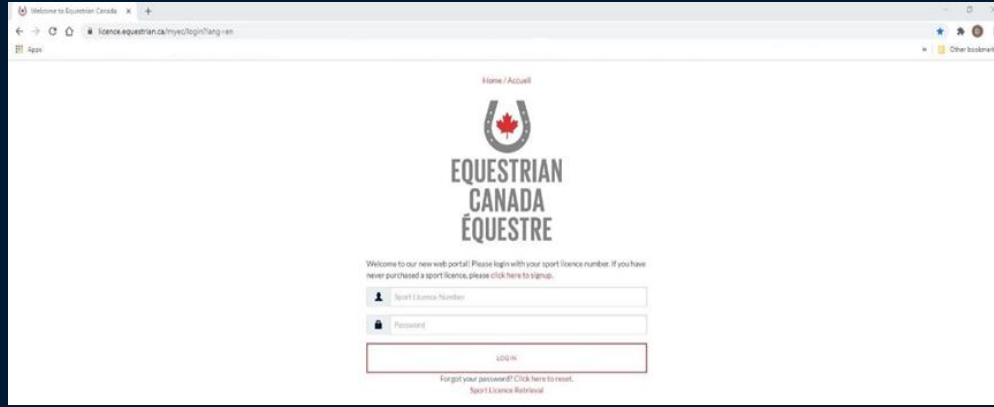 Welcome to Equestrian Canada
licence.equestrian.ca/myec/login?lang=en
Apps
Other bookmark
Home / Accueil
EQUESTRIAN
CANADA
ÉQUESTRE
Welcome to our new web portal! Please login with your sport licence number. If you have
never purchased a sport licence, please click here to signup.
Sport Licence Number
Password
LOGIN
Forgot your password? Click here to reset.
Sport Licence Retrieval